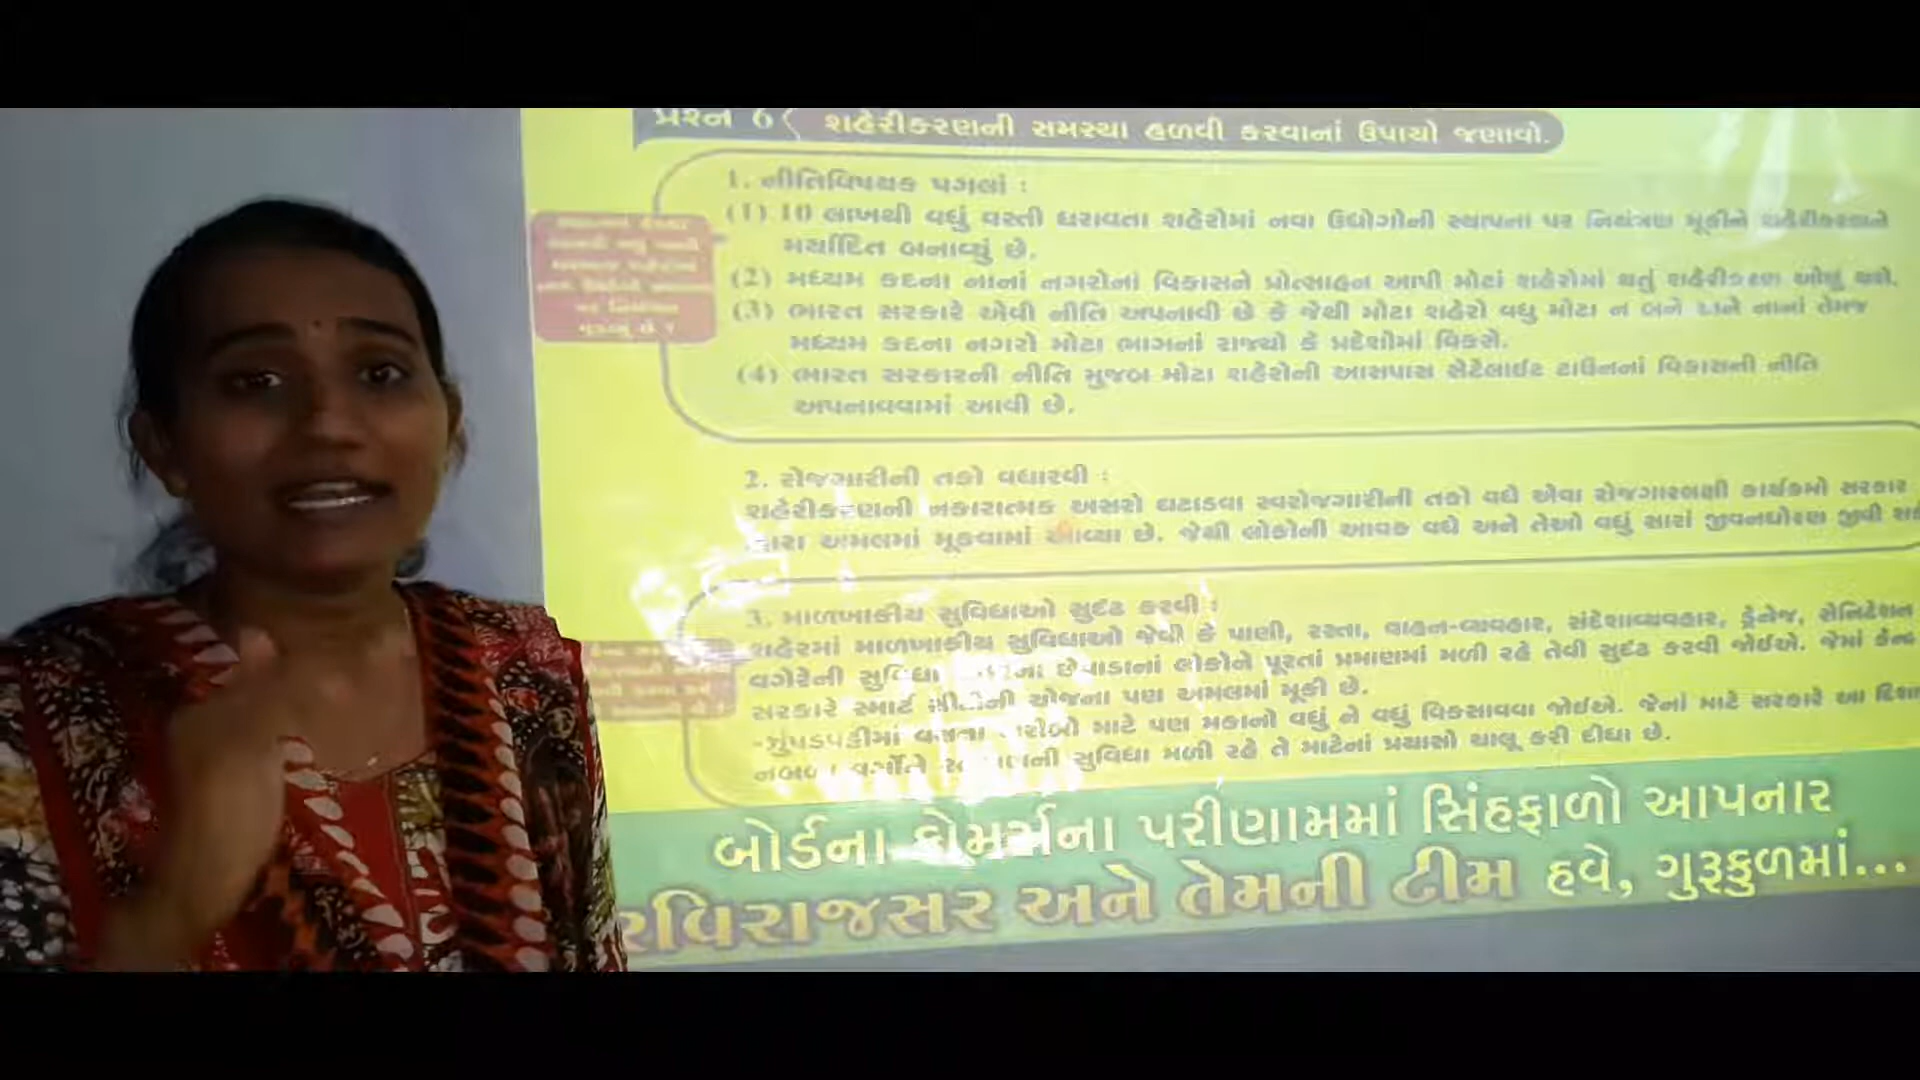 પ્રશ્ન 6
શહેરીકરણની સમસ્યા હળવી કરવાનાં ઉપાયો જણાવો.
1. નીતિવિષયક પગલાં :
(1) 10 લાખથી વધું વસ્તી ધરાવતા શહેરોમાં નવા ઉદ્યોગોની સ્થાપના પર નિયંત્રણ મૂકીને શહેરીકરણને
મર્યાદિત બનાવ્યું છે.
(2) મધ્યમ કદના નાનાં નગરોનાં વિકાસને પ્રોત્સાહન આપી મોટાં શહેરોમાં થતું શહેરીકરણ ઓછું થશે.
(3) ભારત સરકારે એવી નીતિ અપનાવી છે કે જેથી મોટા શહેરો વધુ મોટા ન બને અને નાનાં તેમજ
મધ્યમ કદના નગરો મોટા ભાગનાં રાજ્યો કે પ્રદેશોમાં વિકસે.
(4) ભારત સરકારની નીતિ મુજબ મોટા શહેરોની આસપાસ સેટેલાઈટ ટાઉનનાં વિકાસની નીતિ
અપનાવવામાં આવી છે.
2. રોજગારીની તકો વધારવી :
શહેરીકરણની નકારાત્મક અસરો ઘટાડવા સ્વરોજગારીની તકો વધે એવા રોજગારલક્ષી કાર્યક્રમો સરકાર
અમલમાં મૂકવામાં આવ્યા છે. જેથી લોકોની આવક વધે અને તેઓ વધું સારાં જીવનધોરણ જીવી
3. માળખાકીય સુવિધાઓ સુદૃઢ કરવી :
શહેરમાં માળખાકીય સુવિધાઓ જેવી કે પાણી, રસ્તા, વાહન-વ્યવહાર, સંદેશાવ્યવહાર, ડ્રેનેજ, સેનિટેશન
વગેરેની સુવિધા છેવાડાનાં લોકોને પૂરતાં પ્રમાણમાં મળી રહે તેવી સુદૃઢ કરવી જોઈએ. જેમાં કેન્દ્ર
સરકારે સ્માર્ટ સીટીની યોજના પણ અમલમાં મૂકી છે.
-ઝુંપડપટ્ટીમાં વસતા ગરીબો માટે પણ મકાનો વધું ને વધું વિકસાવવા જોઈએ. જેનાં માટે સરકારે આ
સુવિધા મળી રહે તે માટેનાં પ્રયાસો ચાલૂ કરી દીધા છે.
બોર્ડના કોમર્સના પરીણામમાં સિંહફાળો આપનાર
રવિરાજસર અને તેમની ટીમ હવે, ગુરૂકુળમાં...